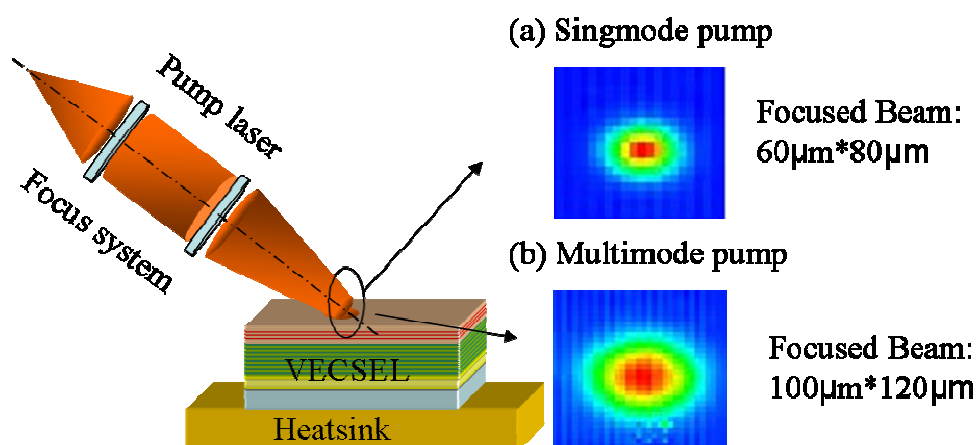 (a) Singmode pump
Pump laser
Focus system
Focused Beam:
60μm*80μm
(b) Multimode pump
Focused Beam:
100μm*120μm
VECSEL
Heatsink